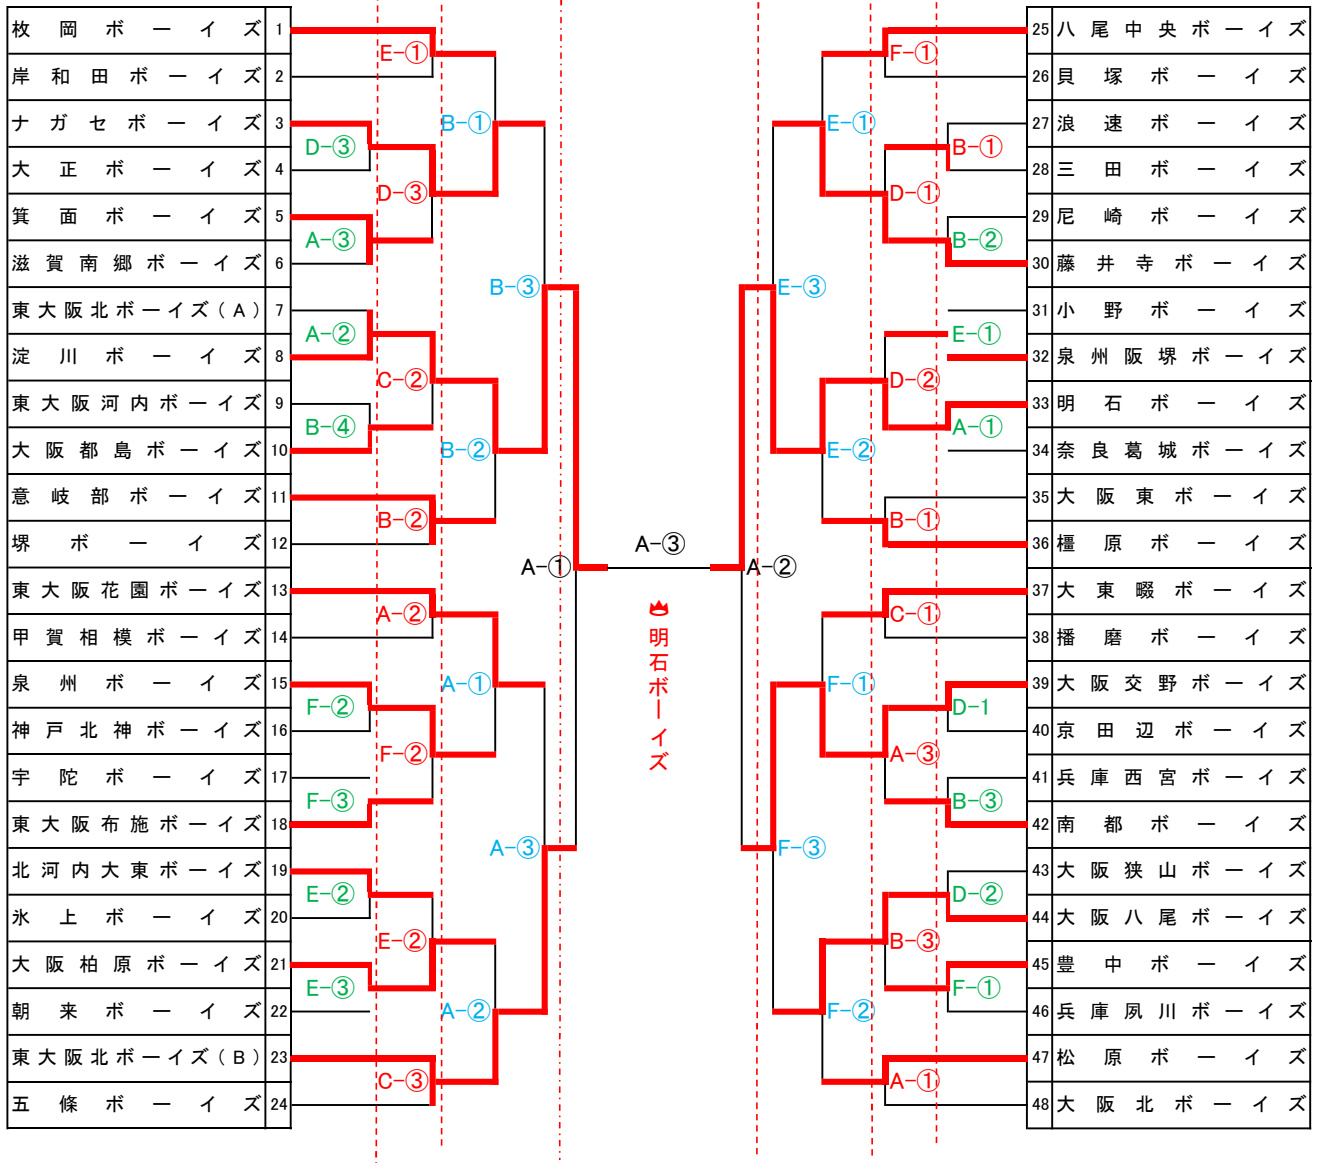 枚岡ボーイズ 1
岸和田ボーイズ 2
ナガセボーイズ 3
大正ボーイズ 4
箕面ボーイズ 5
滋賀南郷ボーイズ 6
東大阪北ボーイズ(A) 7
淀川ボーイズ 8
東大阪河内ボーイズ 9
大阪都島ボーイズ 10
意岐部ボーイズ 11
堺ボーイズ 12
東大阪花園ボーイズ 13
甲賀相模ボーイズ 14
泉州ボーイズ 15
神戸北神ボーイズ 16
宇陀ボーイズ 17
東大阪布施ボーイズ 18
北河内大東ボーイズ 19
氷上ボーイズ 20
大阪柏原ボーイズ 21
朝来ボーイズ 22
東大阪北ボーイズ(B) 23
五條ボーイズ 24
D-③
A-③
A-②
B-④
F-②
F-③
E-②
E-③
E-①
D-③
C-②
B-②
A-②
F-②
E-②
C-③
B-①
B-②
A-①
A-②
B-③
A-③
A-①
A-③
明石ボーイズ
A-②
E-③
F-③
E-①
E-②
F-①
F-②
F-①
D-①
D-②
B-①
C-①
A-③
B-③
A-①
B-①
B-②
E-①
A-①
D-1
B-③
D-②
F-①
25 八尾中央ボーイズ
26 貝塚ボーイズ
27 浪速ボーイズ
28 三田ボーイズ
29 尼崎ボーイズ
30 藤井寺ボーイズ
31 小野ボーイズ
32 泉州阪堺ボーイズ
33 明石ボーイズ
34 奈良葛城ボーイズ
35 大阪東ボーイズ
36 橿原ボーイズ
37 大東畷ボーイズ
38 播磨ボーイズ
39 大阪交野ボーイズ
40 京田辺ボーイズ
41 兵庫西宮ボーイズ
42 南都ボーイズ
43 大阪狭山ボーイズ
44 大阪八尾ボーイズ
45 豊中ボーイズ
46 兵庫夙川ボーイズ
47 松原ボーイズ
48 大阪北ボーイズ